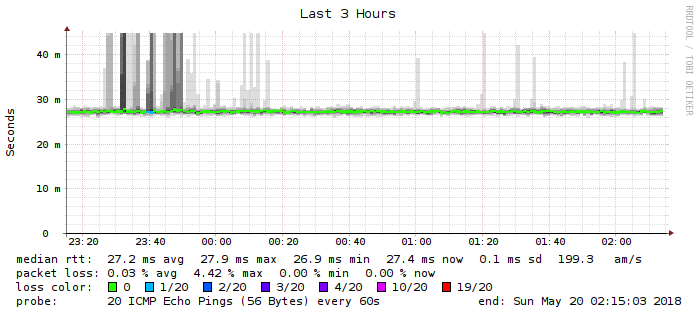 Last 3 Hours
RRDTOOL / TOBI OETIKER
Seconds
40 m
30 m
20 m
10 m
0
23:20 23:40 00:00 00:20 00:40 01:00 01:20 01:40 02:00
median rtt: 27.2 ms avg 27.9 ms max 26.9 ms min 27.4 ms now 0.1 ms sd 199.3 am/s
packet loss: 0.03 % avg 4.42 % max 0.00 % min 0.00 % now
loss color: 0 1/20 2/20 3/20 4/20 10/20 19/20
probe: 20 ICMP Echo Pings (56 Bytes) every 60s end: Sun May 20 02:15:03 2018